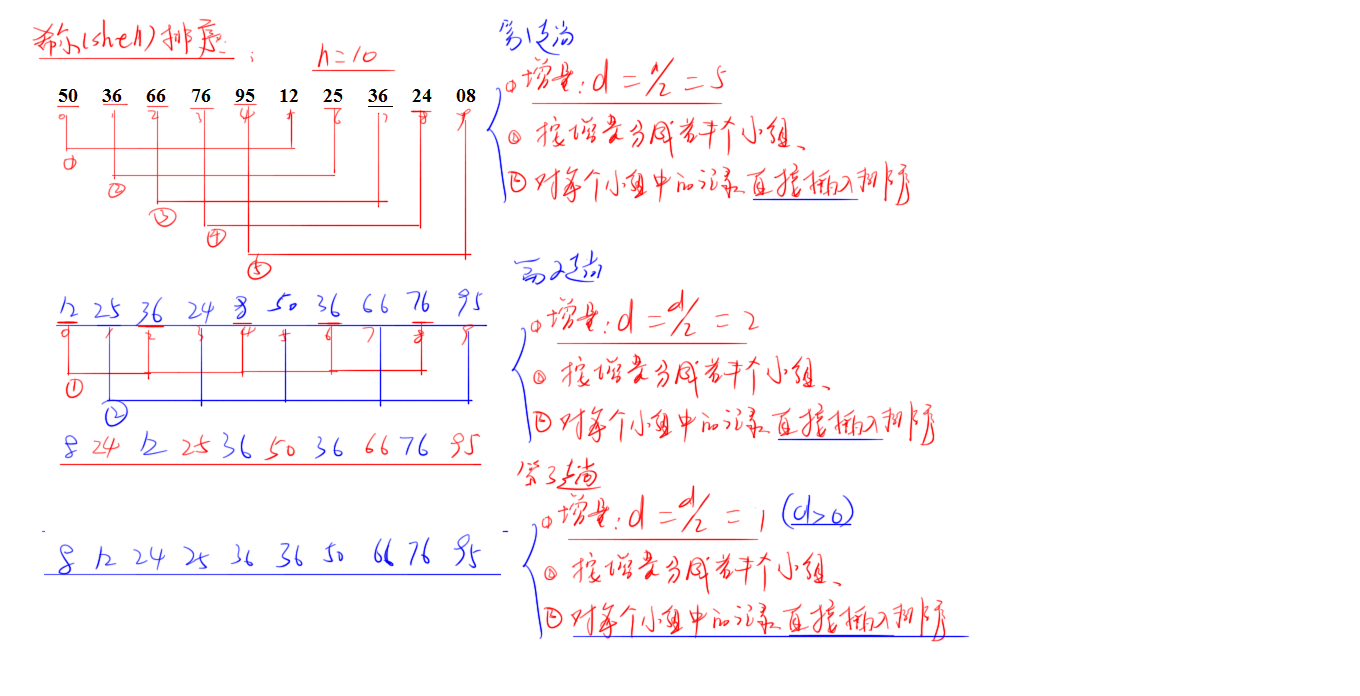 希尔(shell)排序:
n=10
50 36 66 76 95 12 25 36 24 08
0 1 2 3 4 5 6 7 8 9
①
②
③
④
⑤
第1趟
① 增量: d = n/2 = 5
② 按增量分成若干个小组、
③ 对每个小组中的记录直接插入排序
12 25 36 24 8 50 36 66 76 95
0 1 2 3 4 5 6 7 8 9
①
②
8 24 12 25 36 50 36 66 76 95
第2趟
① 增量: d = d/2 = 2
② 按增量分成若干个小组、
③ 对每个小组中的记录直接插入排序
8 12 24 25 36 36 50 66 76 95
第3趟
① 增量: d = d/2 = 1 (d>0)
② 按增量分成若干个小组、
③ 对每个小组中的记录直接插入排序